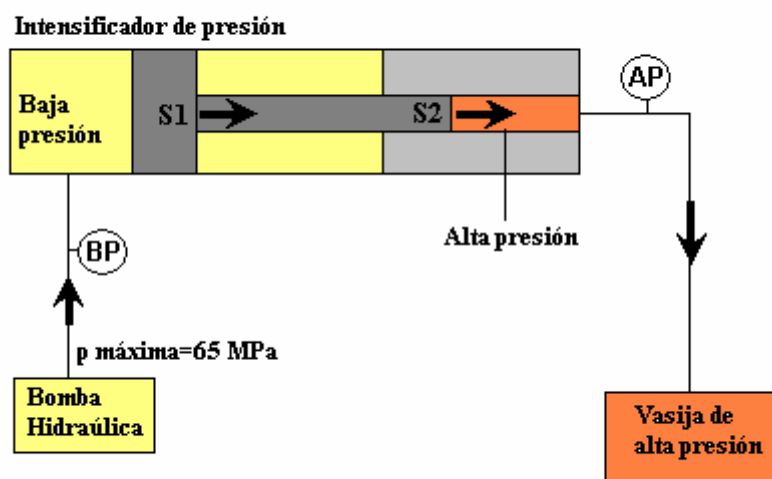 Intensificador de presión
Baja
presión
S1
S2
AP
Alta presión
BP
p máxima=65 MPa
Bomba
Hidraúlica
Vasija de
alta presión